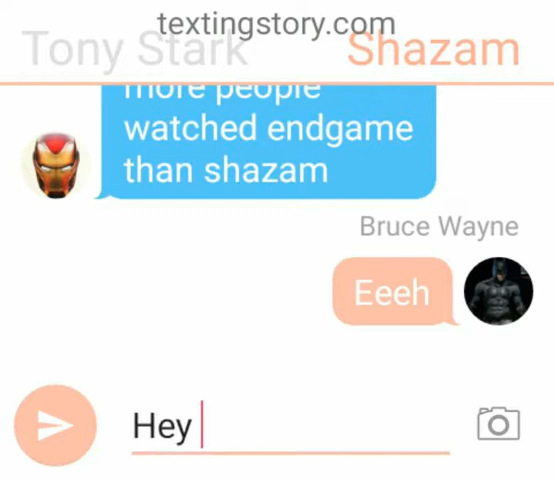 textingstory.com
Tony Stark Shazam
more people
watched endgame
than shazam
Bruce Wayne
Eeeh
Hey